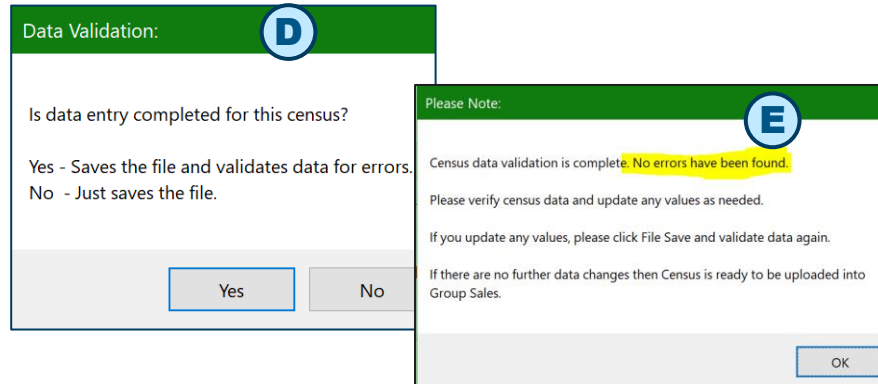 Data Validation:
D
Is data entry completed for this census?
Yes - Saves the file and validates data for errors.
No - Just saves the file.
Yes
No
Please Note:
E
Census data validation is complete. No errors have been found.
Please verify census data and update any values as needed.
If you update any values, please click File Save and validate data again.
If there are no further data changes then Census is ready to be uploaded into
Group Sales.
OK